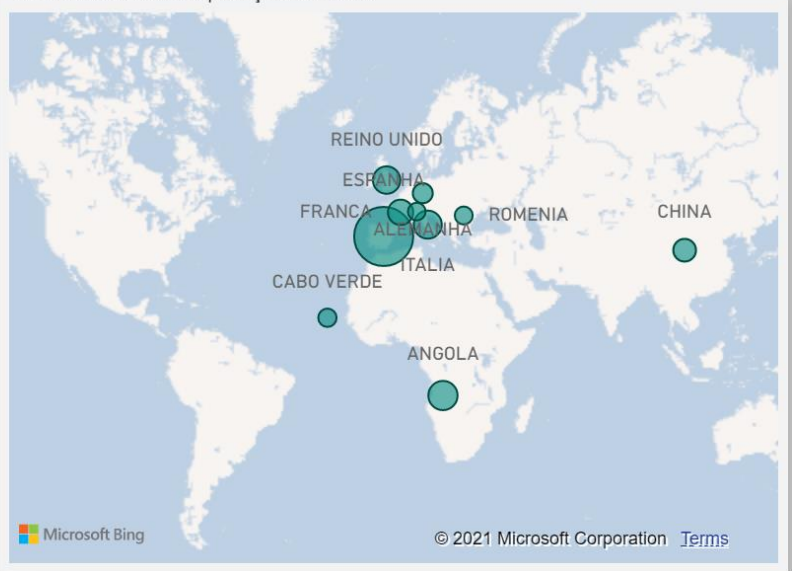 REINO UNIDO
ESPANHA
FRANCA
ROMENIA
CHINA
ALEMANHA
ITALIA
CABO VERDE
ANGOLA
Microsoft Bing
© 2021 Microsoft Corporation Terms